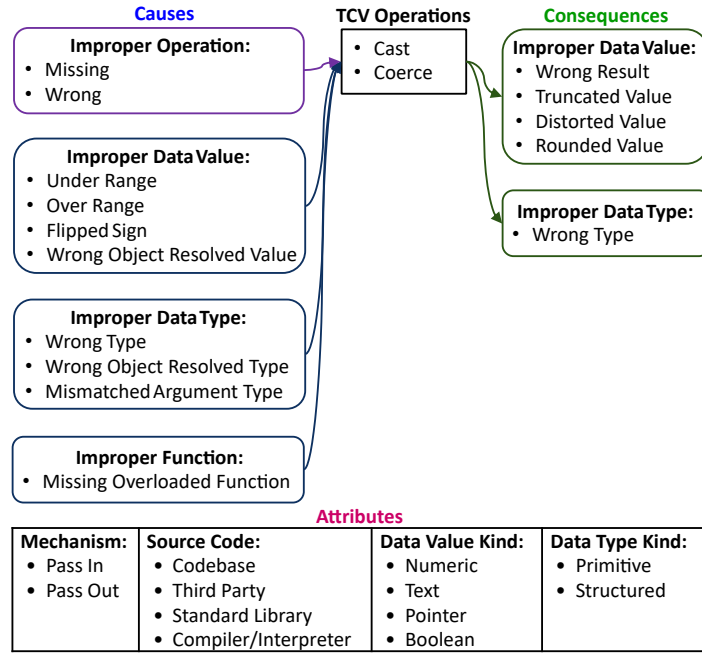 Causes
Improper Operation:
• Missing
• Wrong
Improper Data Value:
• Under Range
• Over Range
• Flipped Sign
• Wrong Object Resolved Value
Improper Data Type:
• Wrong Type
• Wrong Object Resolved Type
• Mismatched Argument Type
Improper Function:
• Missing Overloaded Function
TCV Operations
• Cast
• Coerce
Consequences
Improper Data Value:
• Wrong Result
• Truncated Value
• Distorted Value
• Rounded Value
Improper Data Type:
• Wrong Type
Attributes
Mechanism:
• Pass In
• Pass Out
Source Code:
• Codebase
• Third Party
• Standard Library
• Compiler/Interpreter
Data Value Kind:
• Numeric
• Text
• Pointer
• Boolean
Data Type Kind:
• Primitive
• Structured